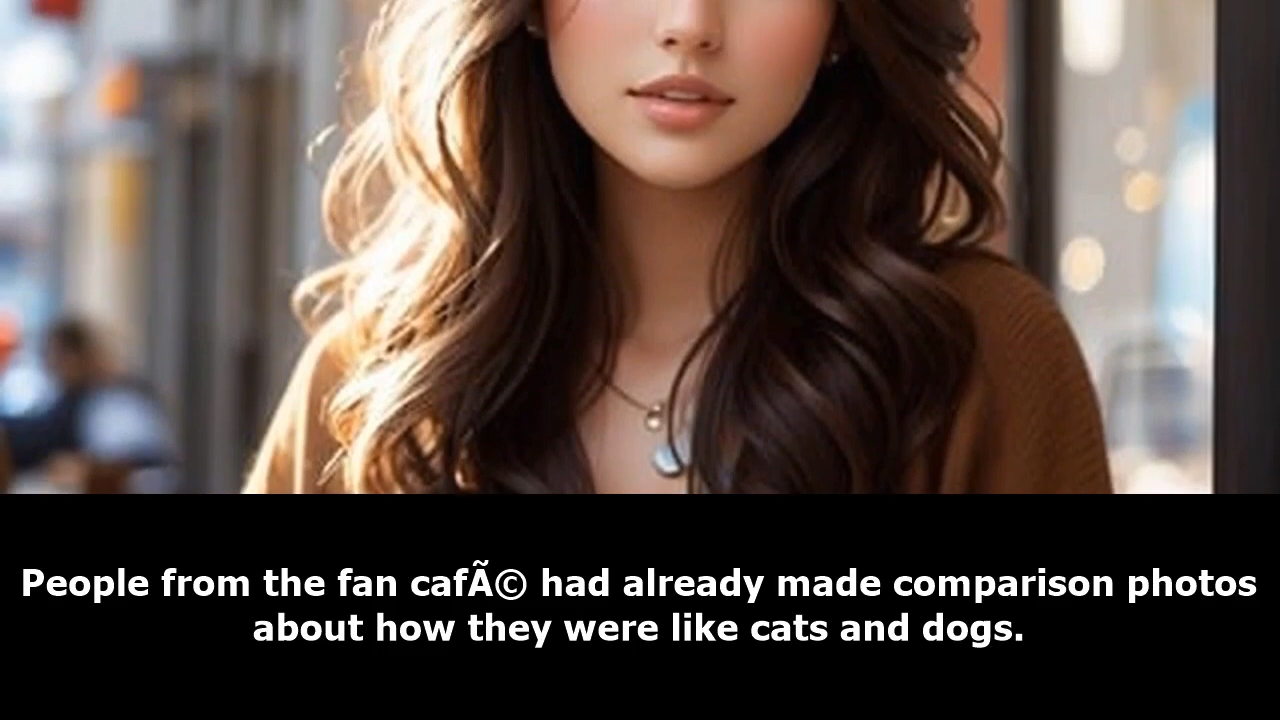 People from the fan cafÃ© had already made comparison photos
about how they were like cats and dogs.